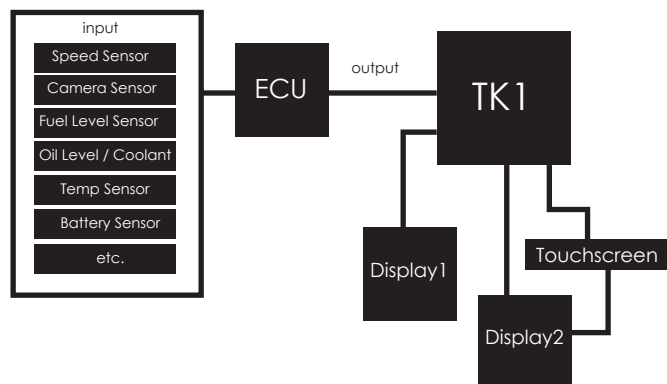 input
Speed Sensor
Camera Sensor
Fuel Level Sensor
Oil Level / Coolant
Temp Sensor
Battery Sensor
etc.
ECU
output
TK1
Display1
Touchscreen
Display2